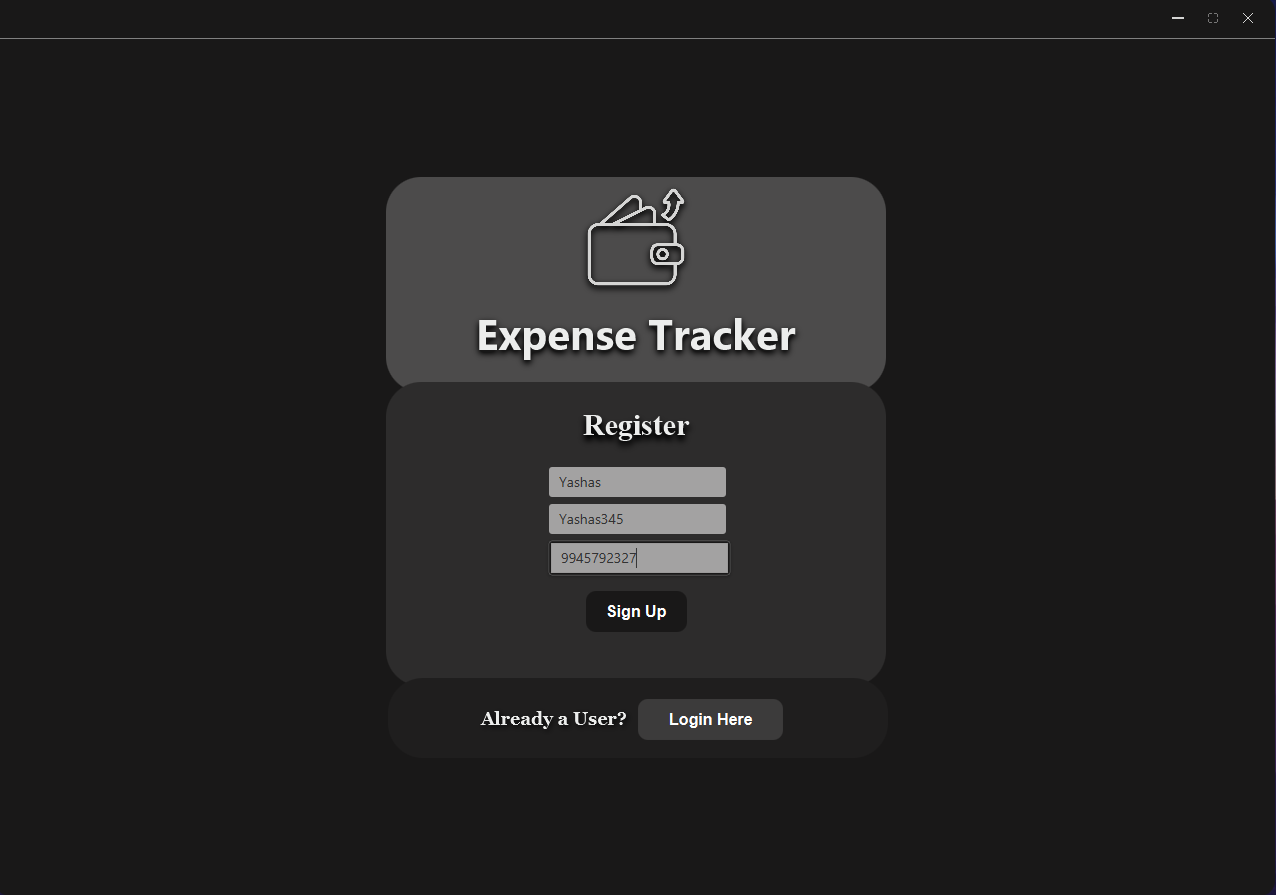 Expense Tracker
Register
Yashas
Yashas345
9945792327
Sign Up
Already a User? Login Here